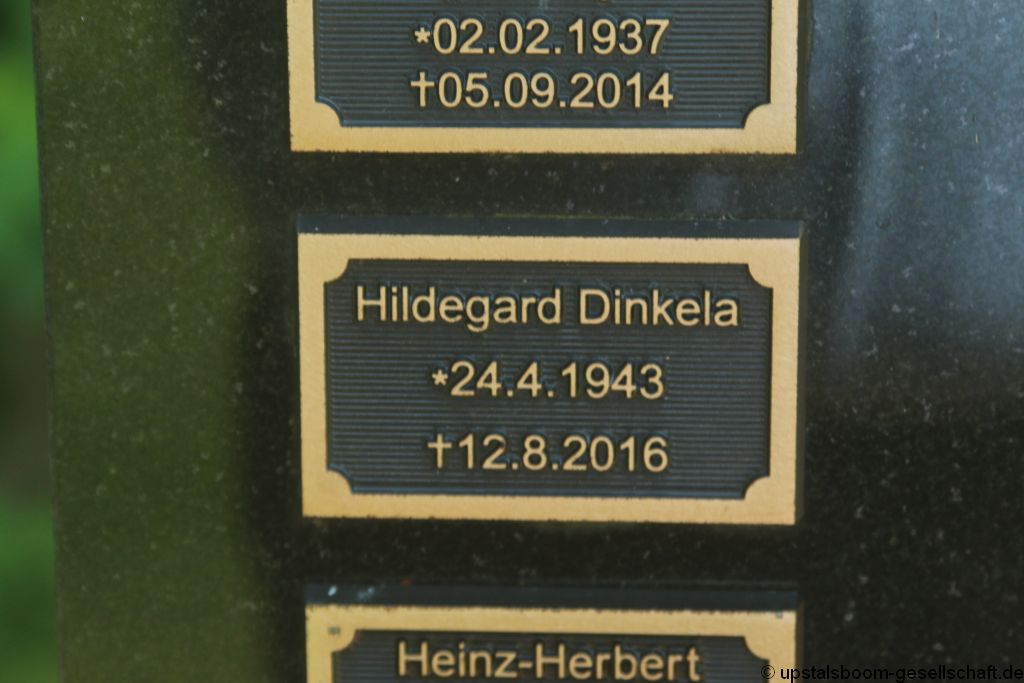 *02.02.1937
†05.09.2014
Hildegard Dinkela
*24.4.1943
†12.8.2016
Heinz-Herbert
© upstalsboom-gesellschaft.de